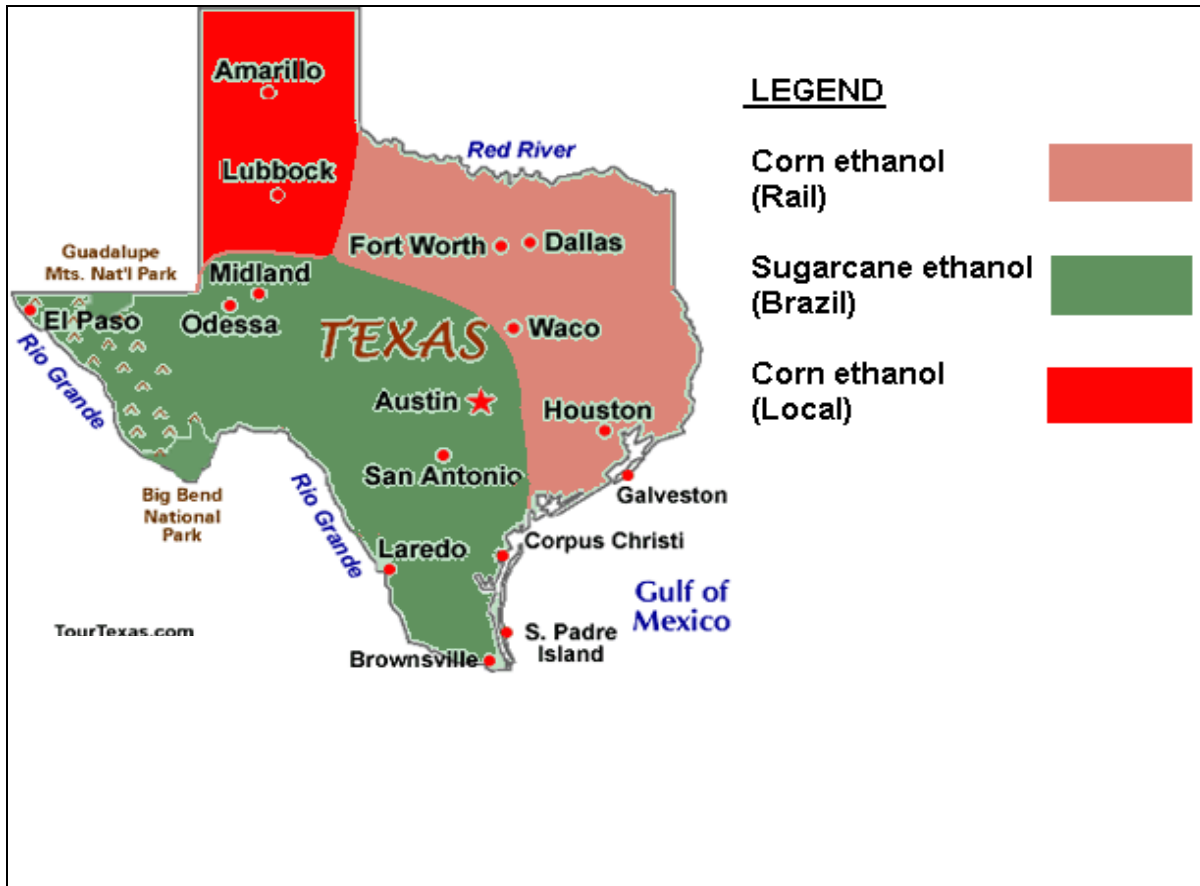 Amarillo
Lubbock
Red River
Guadalupe
Mts. Nat'l Park
Midland
Fort Worth
Dallas
El Paso
Odessa
TEXAS
Waco
Rio Grande
Austin
Houston
San Antonio
Galveston
Big Bend
National
Park
Rio Grande
Laredo
Corpus Christi
Gulf of
Mexico
TourTexas.com
S. Padre
Island
Brownsville
LEGEND
Corn ethanol
(Rail)
Sugarcane ethanol
(Brazil)
Corn ethanol
(Local)